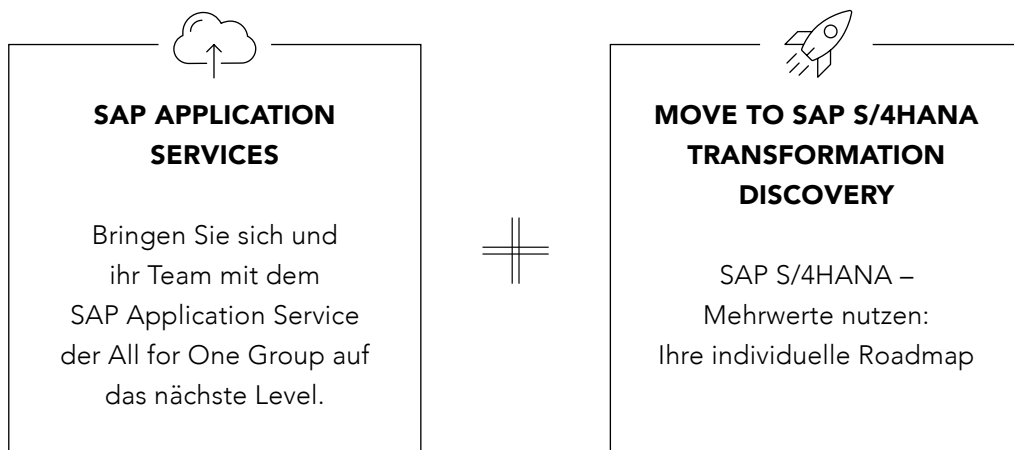 SAP APPLICATION
SERVICES
Bringen Sie sich und
ihr Team mit dem
SAP Application Service
der All for One Group auf
das nächste Level.
MOVE TO SAP S/4HANA
TRANSFORMATION
DISCOVERY
SAP S/4HANA –
Mehrwerte nutzen:
Ihre individuelle Roadmap